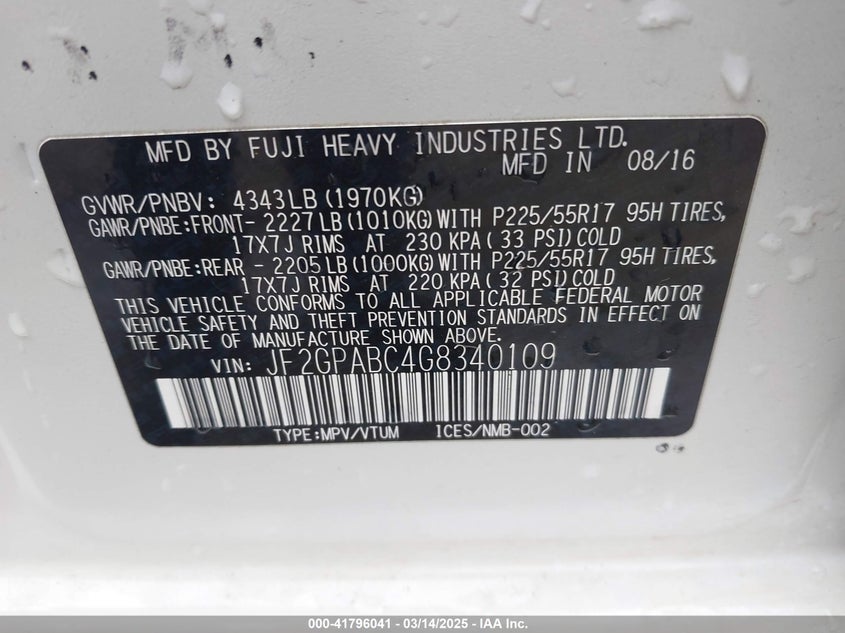 MFD BY FUJI HEAVY INDUSTRIES LTD.
MFD IN 08/16
GVWR/PNBV: 4343LB (1970KG)
GAWR/PNBE:FRONT- 2227LB(1010KG)WITH P225/55R17 95H TIRES,
17X7J RIMS AT 230 KPA( 33 PSI)COLD
GAWR/PNBE:REAR - 2205LB(1000KG)WITH P225/55R17 95H TIRES,
17X7J RIMS AT 220 KPA( 32 PSI)COLD
THIS VEHICLE CONFORMS TO ALL APPLICABLE FEDERAL MOTOR
VEHICLE SAFETY AND THEFT PREVENTION STANDARDS IN EFFECT ON
THE DATE OF MANUFACTURE SHOWN ABOVE.
VIN: JF2GPABC4G8340109
TYPE:MPV/VTUM ICES/NMB-002
000-41796041 - 03/14/2025 - IAAHOLDINGS.COM